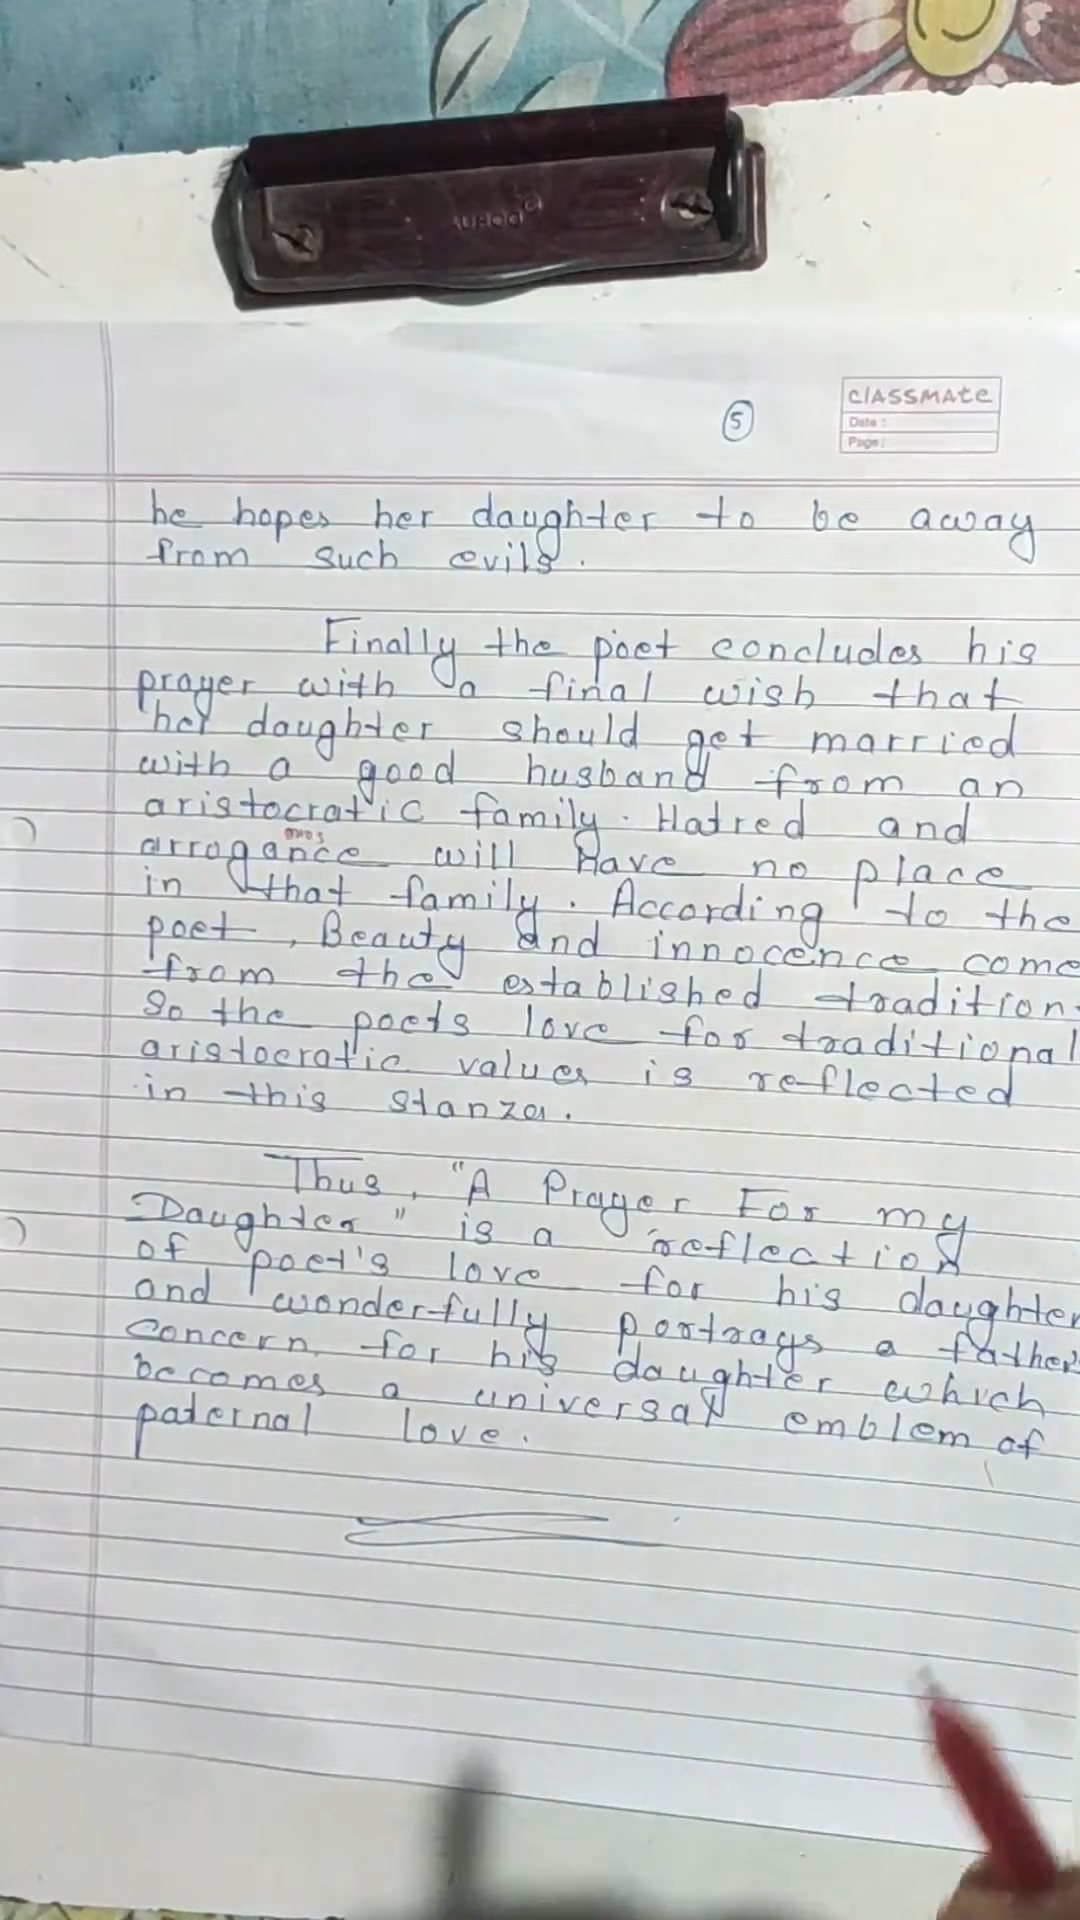 5
CLASSMATE
Date :
Page :
he hopes her daughter to be away
from such evils.
Finally the poet concludes his
prayer with a final wish that
her daughter should get married
with a good husband from an
aristocratic family. Hatred and
arrogance will Have no place
in that family. According to the
poet, Beauty and innocence come
from the established tradition.
So the poets love for traditional
aristocratic values is reflected
in this stanza.
Thus, "A Prayer For my
Daughter" is a reflection
of poet's love for his daughter
and wonderfully portrays a father's
concern for his daughter which
becomes a universal emblem of
paternal love.